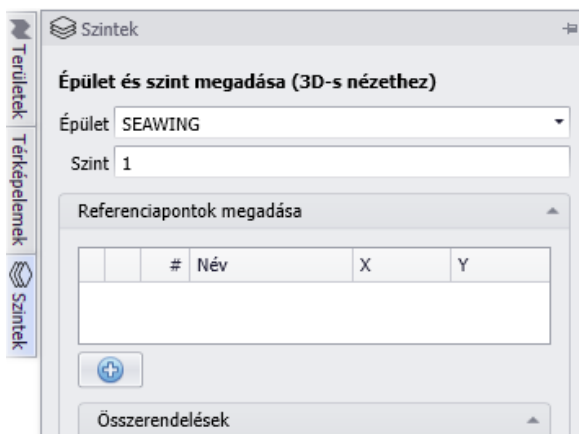 Területek
Térképelemek
Szintek
Szintek
Épület és szint megadása (3D-s nézethez)
Épület SEAWING
Szint 1
Referenciapontok megadása
# Név X Y
Összerendelések